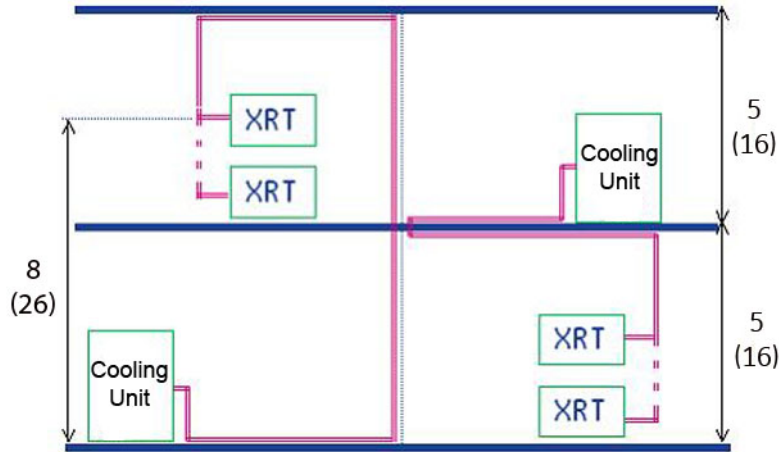 XRT
XRT
5
(16)
Cooling
Unit
8
(26)
Cooling
Unit
XRT
XRT
5
(16)